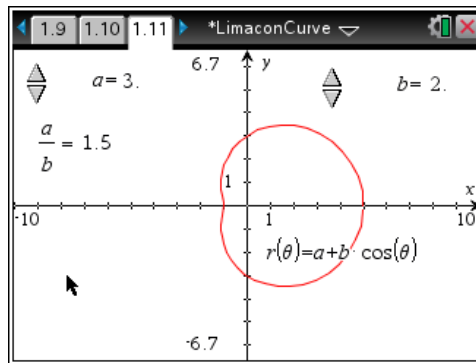 1.9 1.10 1.11 *LimaconCurve
6.7 y
a=3. b=2.
a/b = 1.5
1
x
-10 1 10
r(θ)=a+b·cos(θ)
-6.7